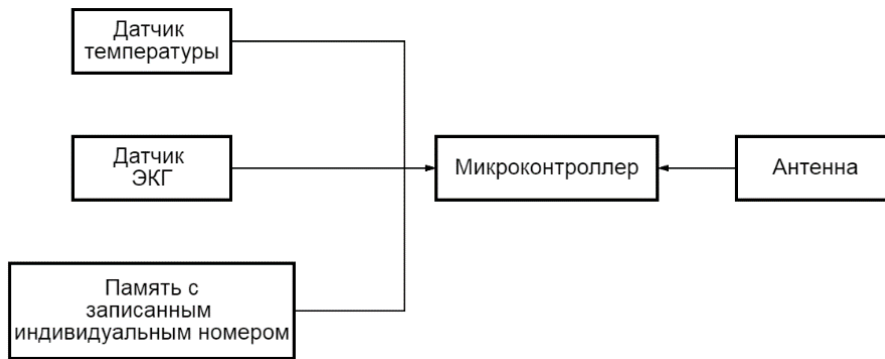 Датчик
температуры
Датчик
ЭКГ
Микроконтроллер
Антенна
Память с
записанным
индивидуальным номером